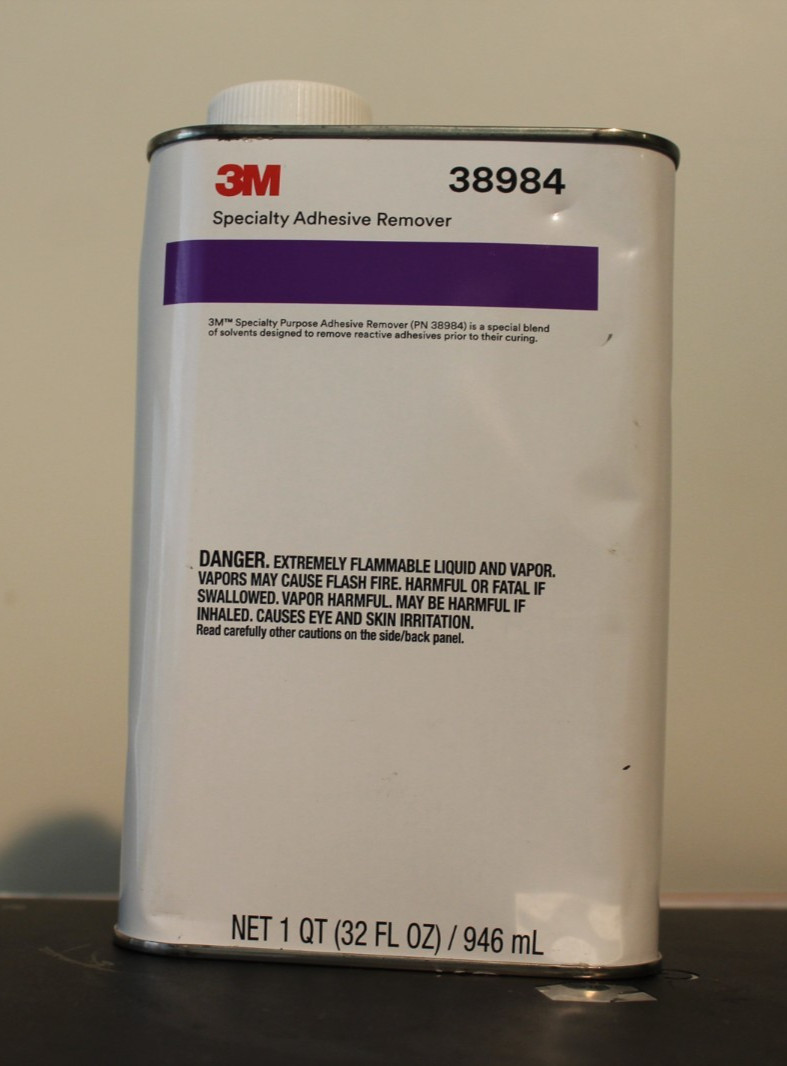 3M 38984
Specialty Adhesive Remover
3M™ Specialty Purpose Adhesive Remover (PN 38984) is a special blend
of solvents designed to remove reactive adhesives prior to their curing.
DANGER. EXTREMELY FLAMMABLE LIQUID AND VAPOR.
VAPORS MAY CAUSE FLASH FIRE. HARMFUL OR FATAL IF
SWALLOWED. VAPOR HARMFUL. MAY BE HARMFUL IF
INHALED. CAUSES EYE AND SKIN IRRITATION.
Read carefully other cautions on the side/back panel.
NET 1 QT (32 FL OZ) / 946 mL